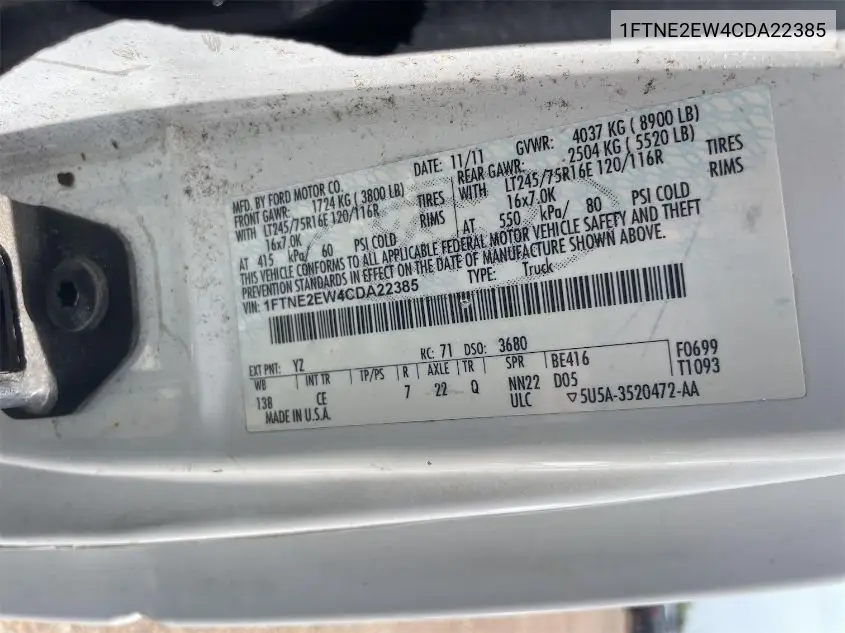 1FTNE2EW4CDA22385
MFD. BY FORD MOTOR CO.
DATE: 11/11 GVWR: 4037 KG ( 8900 LB)
FRONT GAWR: 1724 KG ( 3800 LB) REAR GAWR: 2504 KG ( 5520 LB)
WITH LT245/75R16E 120/116R TIRES WITH LT245/75R16E 120/116R TIRES
16x7.0K RIMS 16x7.0K RIMS
AT 415 kPa/ 60 PSI COLD AT 550 kPa/ 80 PSI COLD
THIS VEHICLE CONFORMS TO ALL APPLICABLE FEDERAL MOTOR VEHICLE SAFETY AND THEFT
PREVENTION STANDARDS IN EFFECT ON THE DATE OF MANUFACTURE SHOWN ABOVE.
VIN: 1FTNE2EW4CDA22385 TYPE: Truck
EXT PNT: YZ RC: 71 DSO: 3680
WB INT TR TP/PS R AXLE TR SPR BE416 F0699
138 CE 7 22 Q NN22 D05 T1093
MADE IN U.S.A. ULC ▽5U5A-3520472-AA